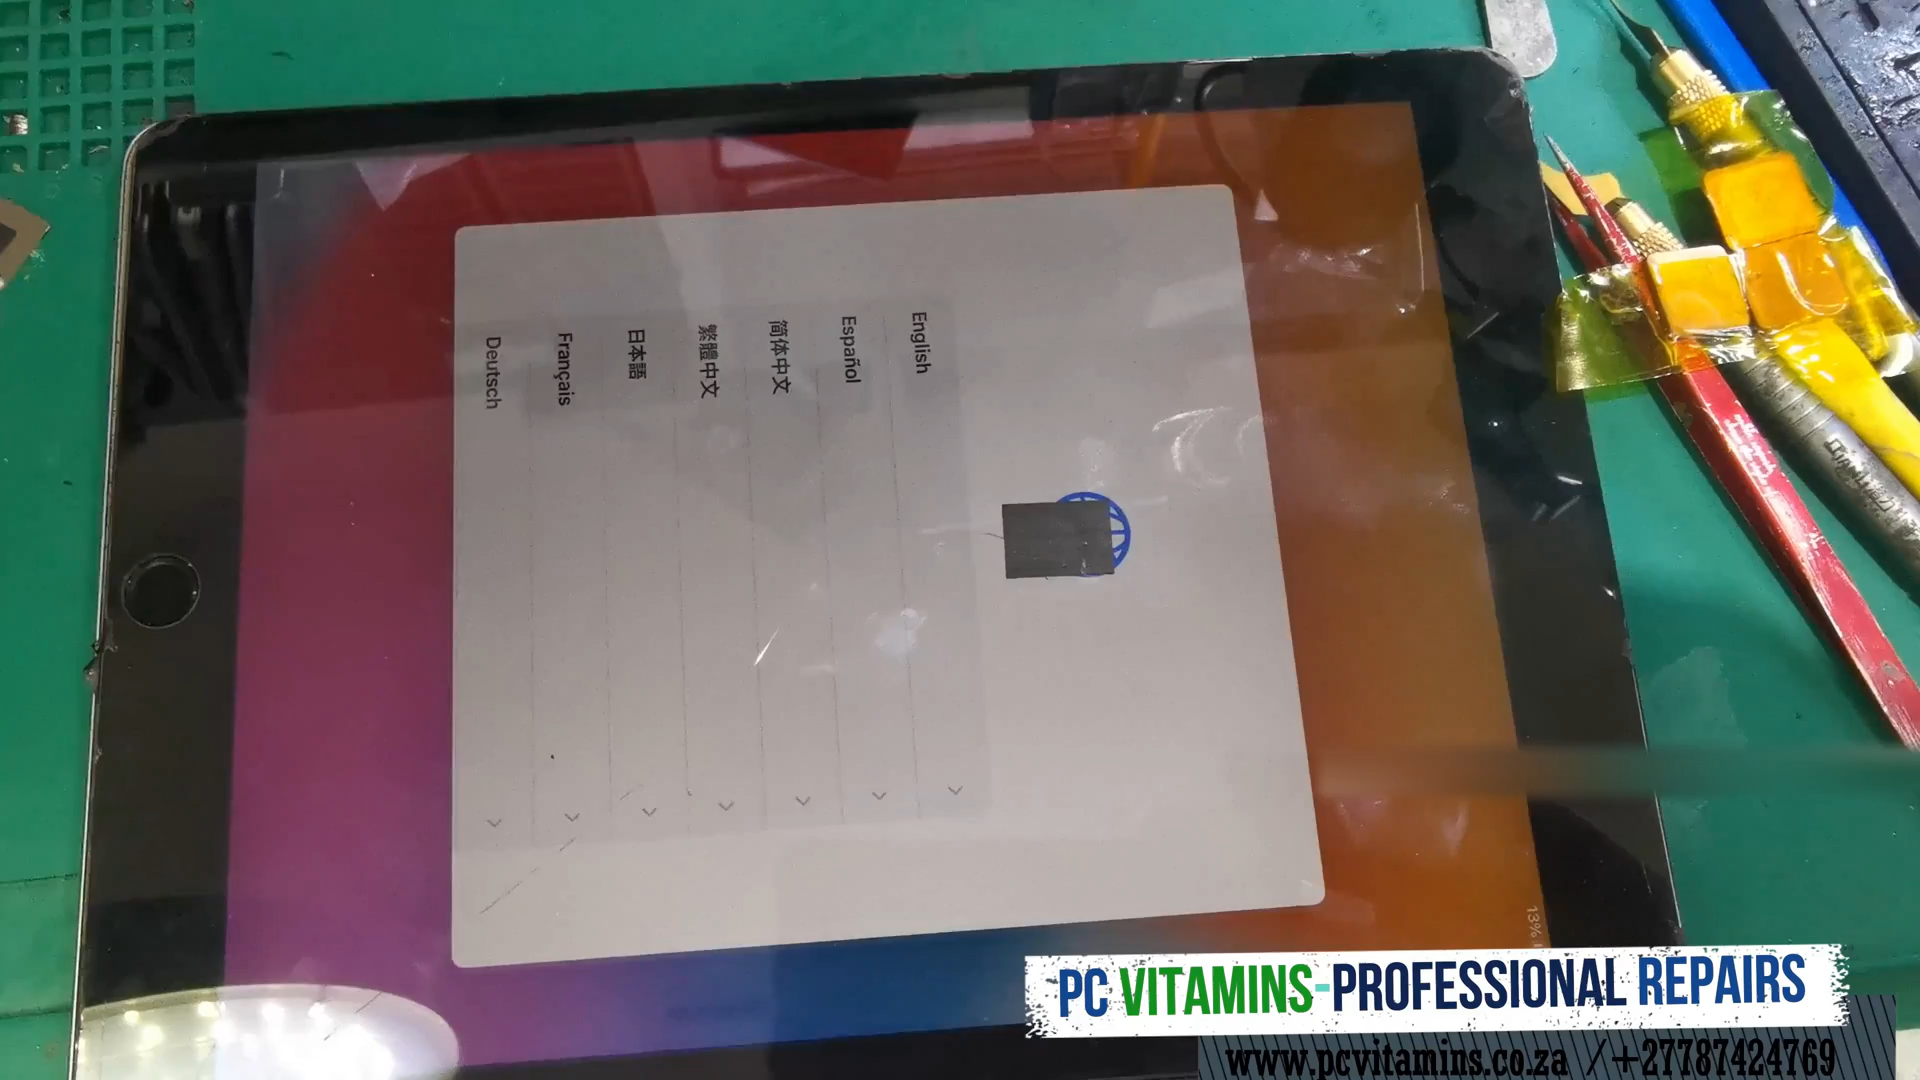 English
Español
简体中文
繁體中文
日本語
Français
Deutsch
13%
PC VITAMINS-PROFESSIONAL REPAIRS
www.pcvitamins.co.za /+27787424769